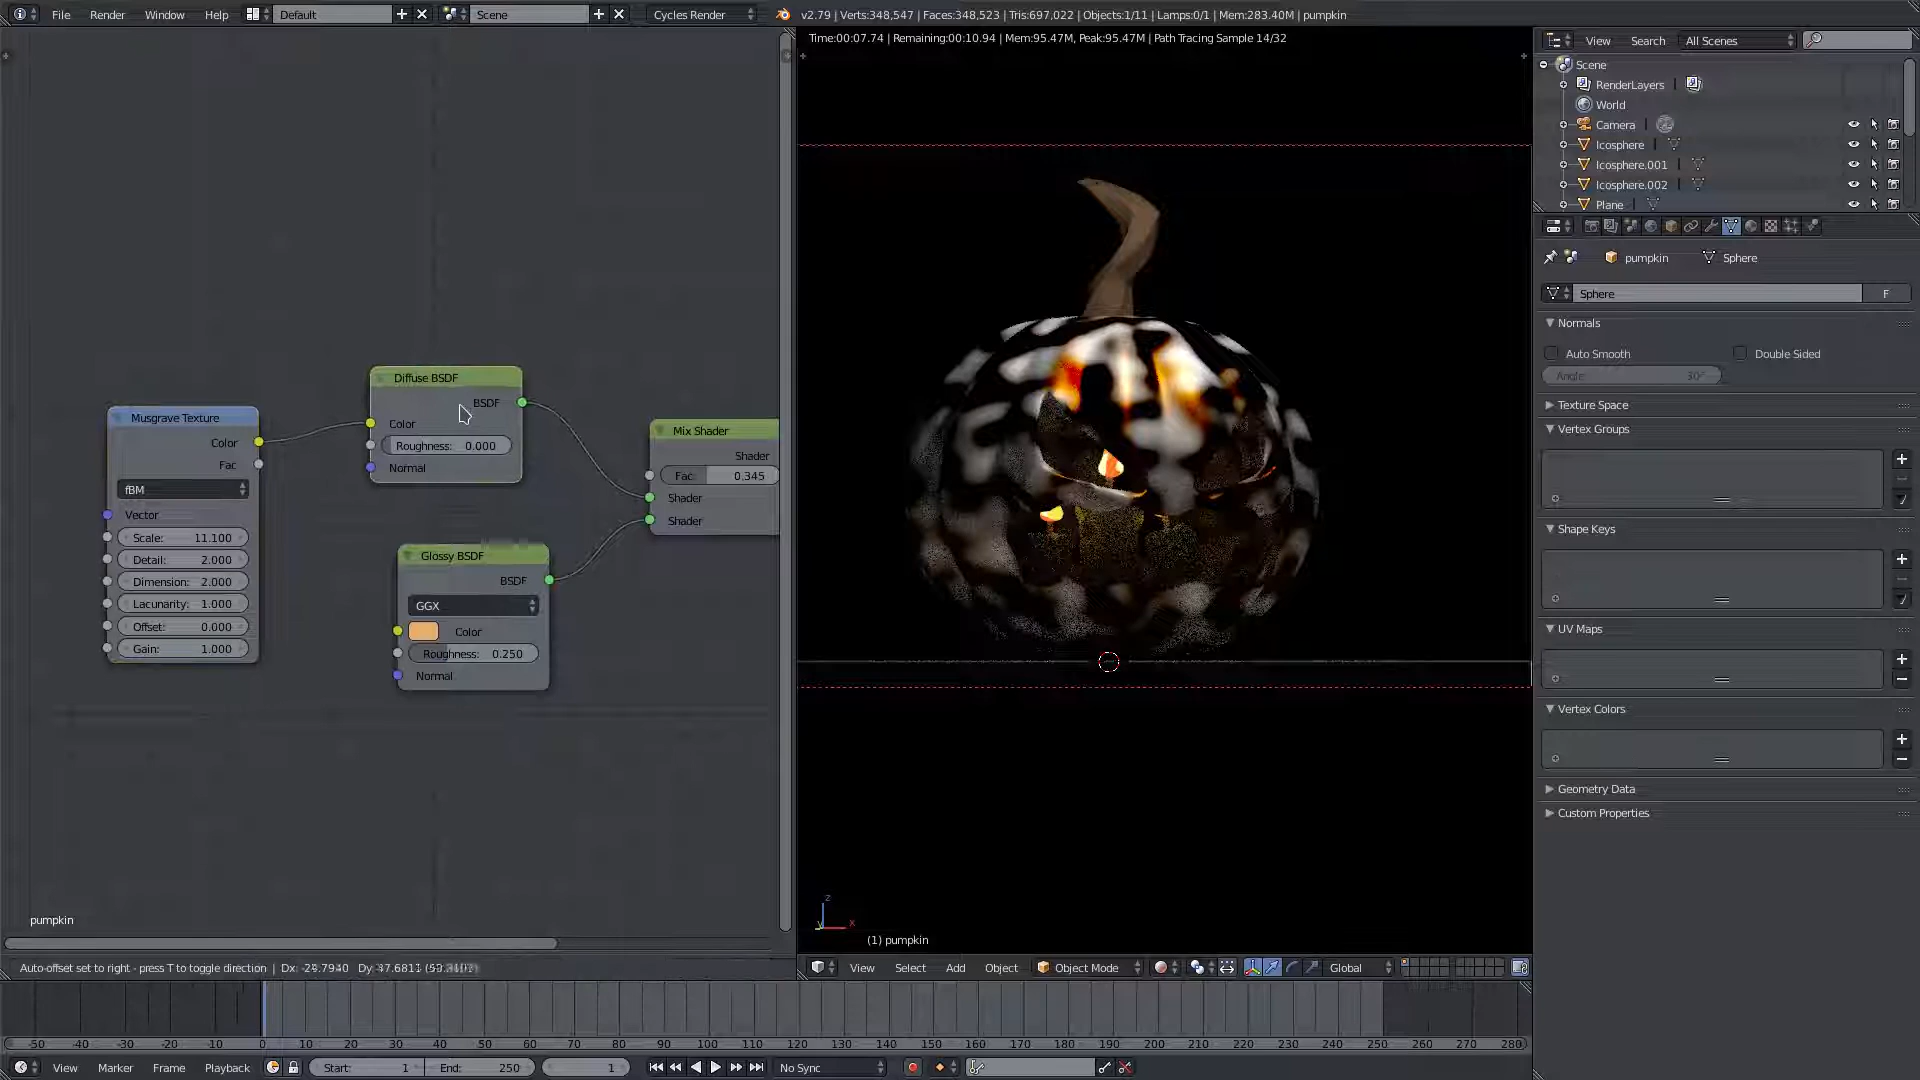 File Render Window Help Default Scene Cycles Render v2.79 | Verts:348,547 | Faces:348,523 | Tris:697,022 | Objects:1/11 | Lamps:0/1 | Mem:283.40M | pumpkin
Time:00:07.74 | Remaining:00:10.94 | Mem:95.47M, Peak:95.47M | Path Tracing Sample 14/32
View Search All Scenes
Scene
RenderLayers
World
Camera
Icosphere
Icosphere.001
Icosphere.002
Plane
pumpkin Sphere
Sphere F
Normals
Auto Smooth Double Sided
Angle: 30°
Texture Space
Vertex Groups
Shape Keys
UV Maps
Vertex Colors
Geometry Data
Custom Properties
Musgrave Texture
Color
Fac
fBM
Vector
Scale: 11.100
Detail: 2.000
Dimension: 2.000
Lacunarity: 1.000
Offset: 0.000
Gain: 1.000
Diffuse BSDF
BSDF
Color
Roughness: 0.000
Normal
Glossy BSDF
BSDF
GGX
Color
Roughness: 0.250
Normal
Mix Shader
Shader
Fac: 0.345
Shader
Shader
pumpkin
z
x
(1) pumpkin
Auto-offset set to right - press T to toggle direction
View Select Add Object Object Mode Global
-50 -40 -30 -20 -10 0 10 20 30 40 50 60 70 80 90 100 110 120 130 140 150 160 170 180 190 200 210 220 230 240 250 260 270 280
View Marker Frame Playback Start: 1 End: 250 1 No Sync